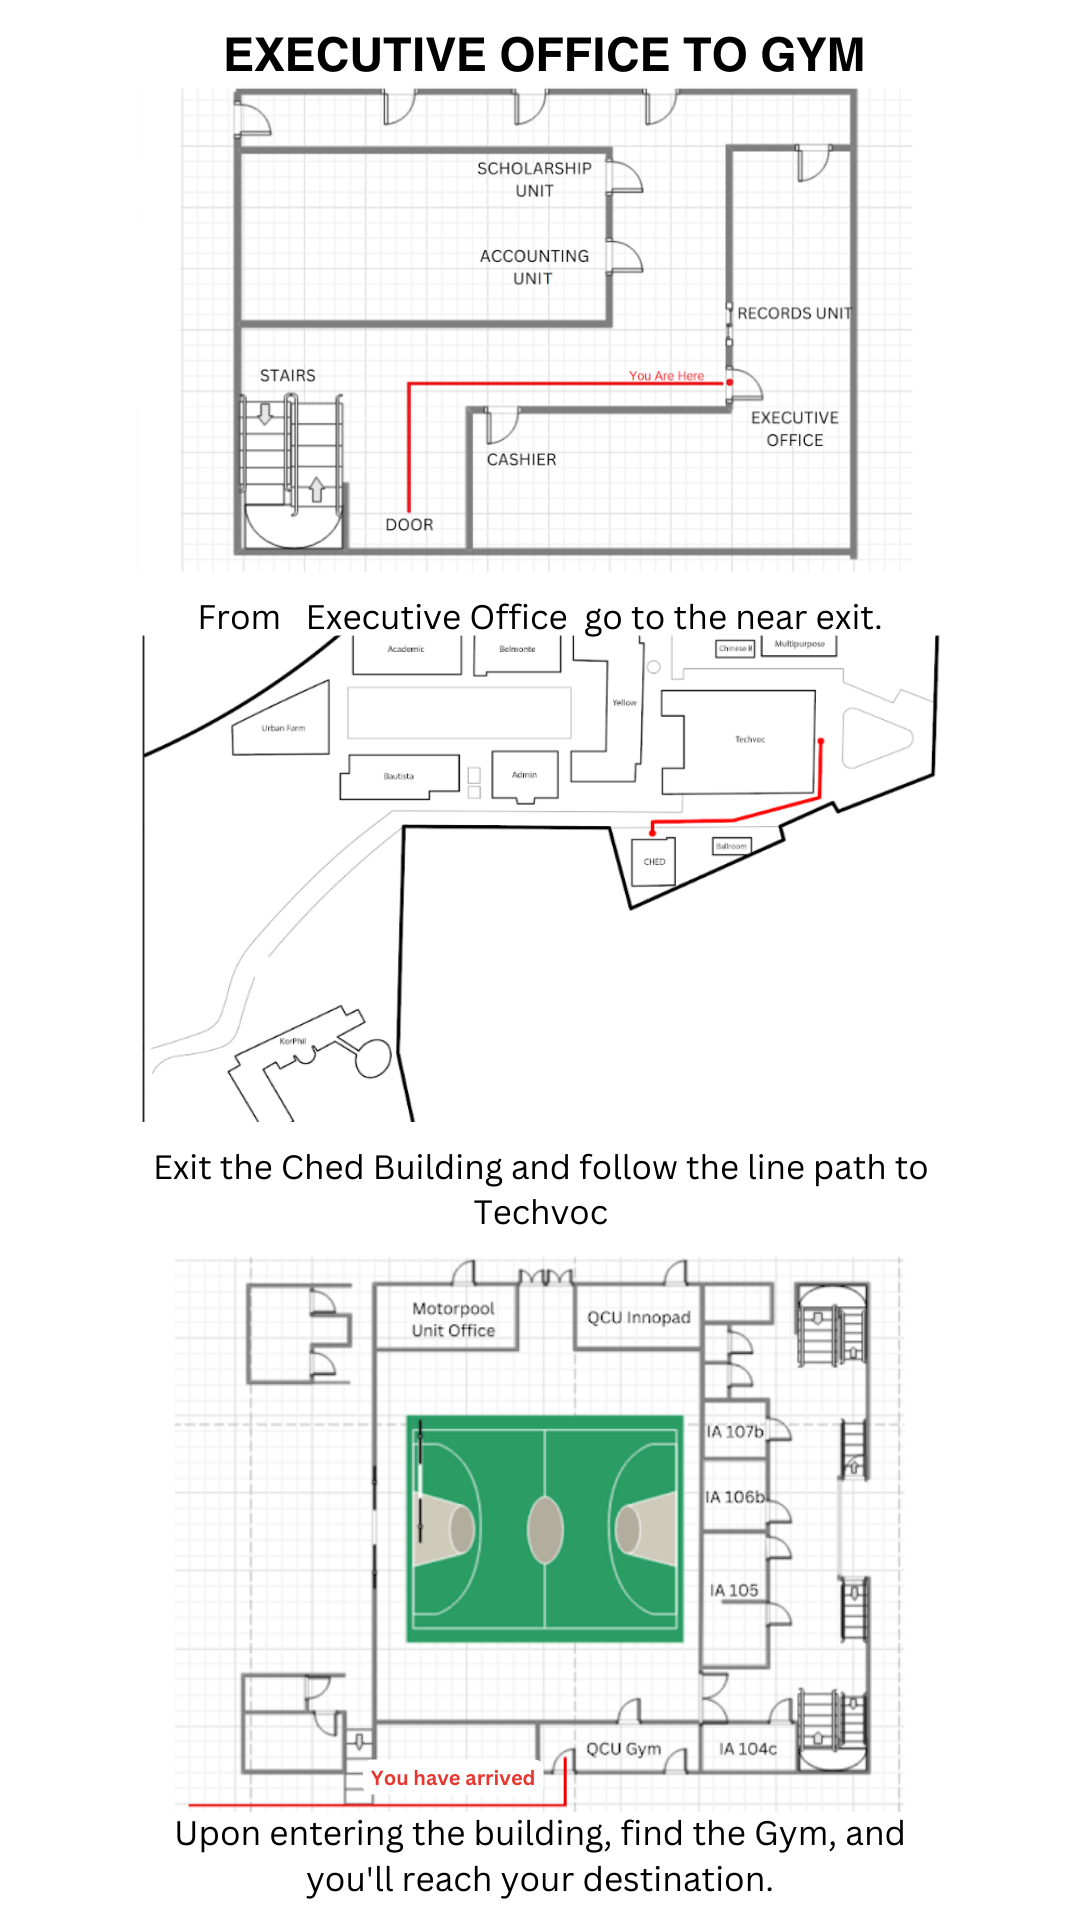 EXECUTIVE OFFICE TO GYM
SCHOLARSHIP
UNIT
ACCOUNTING
UNIT
RECORDS UNIT
STAIRS
You Are Here
EXECUTIVE
OFFICE
CASHIER
DOOR
From Executive Office go to the near exit.
Academic
Belmonte
Chinese B
Multipurpose
Yellow
Urban Farm
Techvoc
Bautista
Admin
CHED
Ballroom
KorPhil
Exit the Ched Building and follow the line path to
Techvoc
Motorpool
Unit Office
QCU Innopad
IA 107b
IA 106b
IA 105
QCU Gym
IA 104c
You have arrived
Upon entering the building, find the Gym, and
you'll reach your destination.